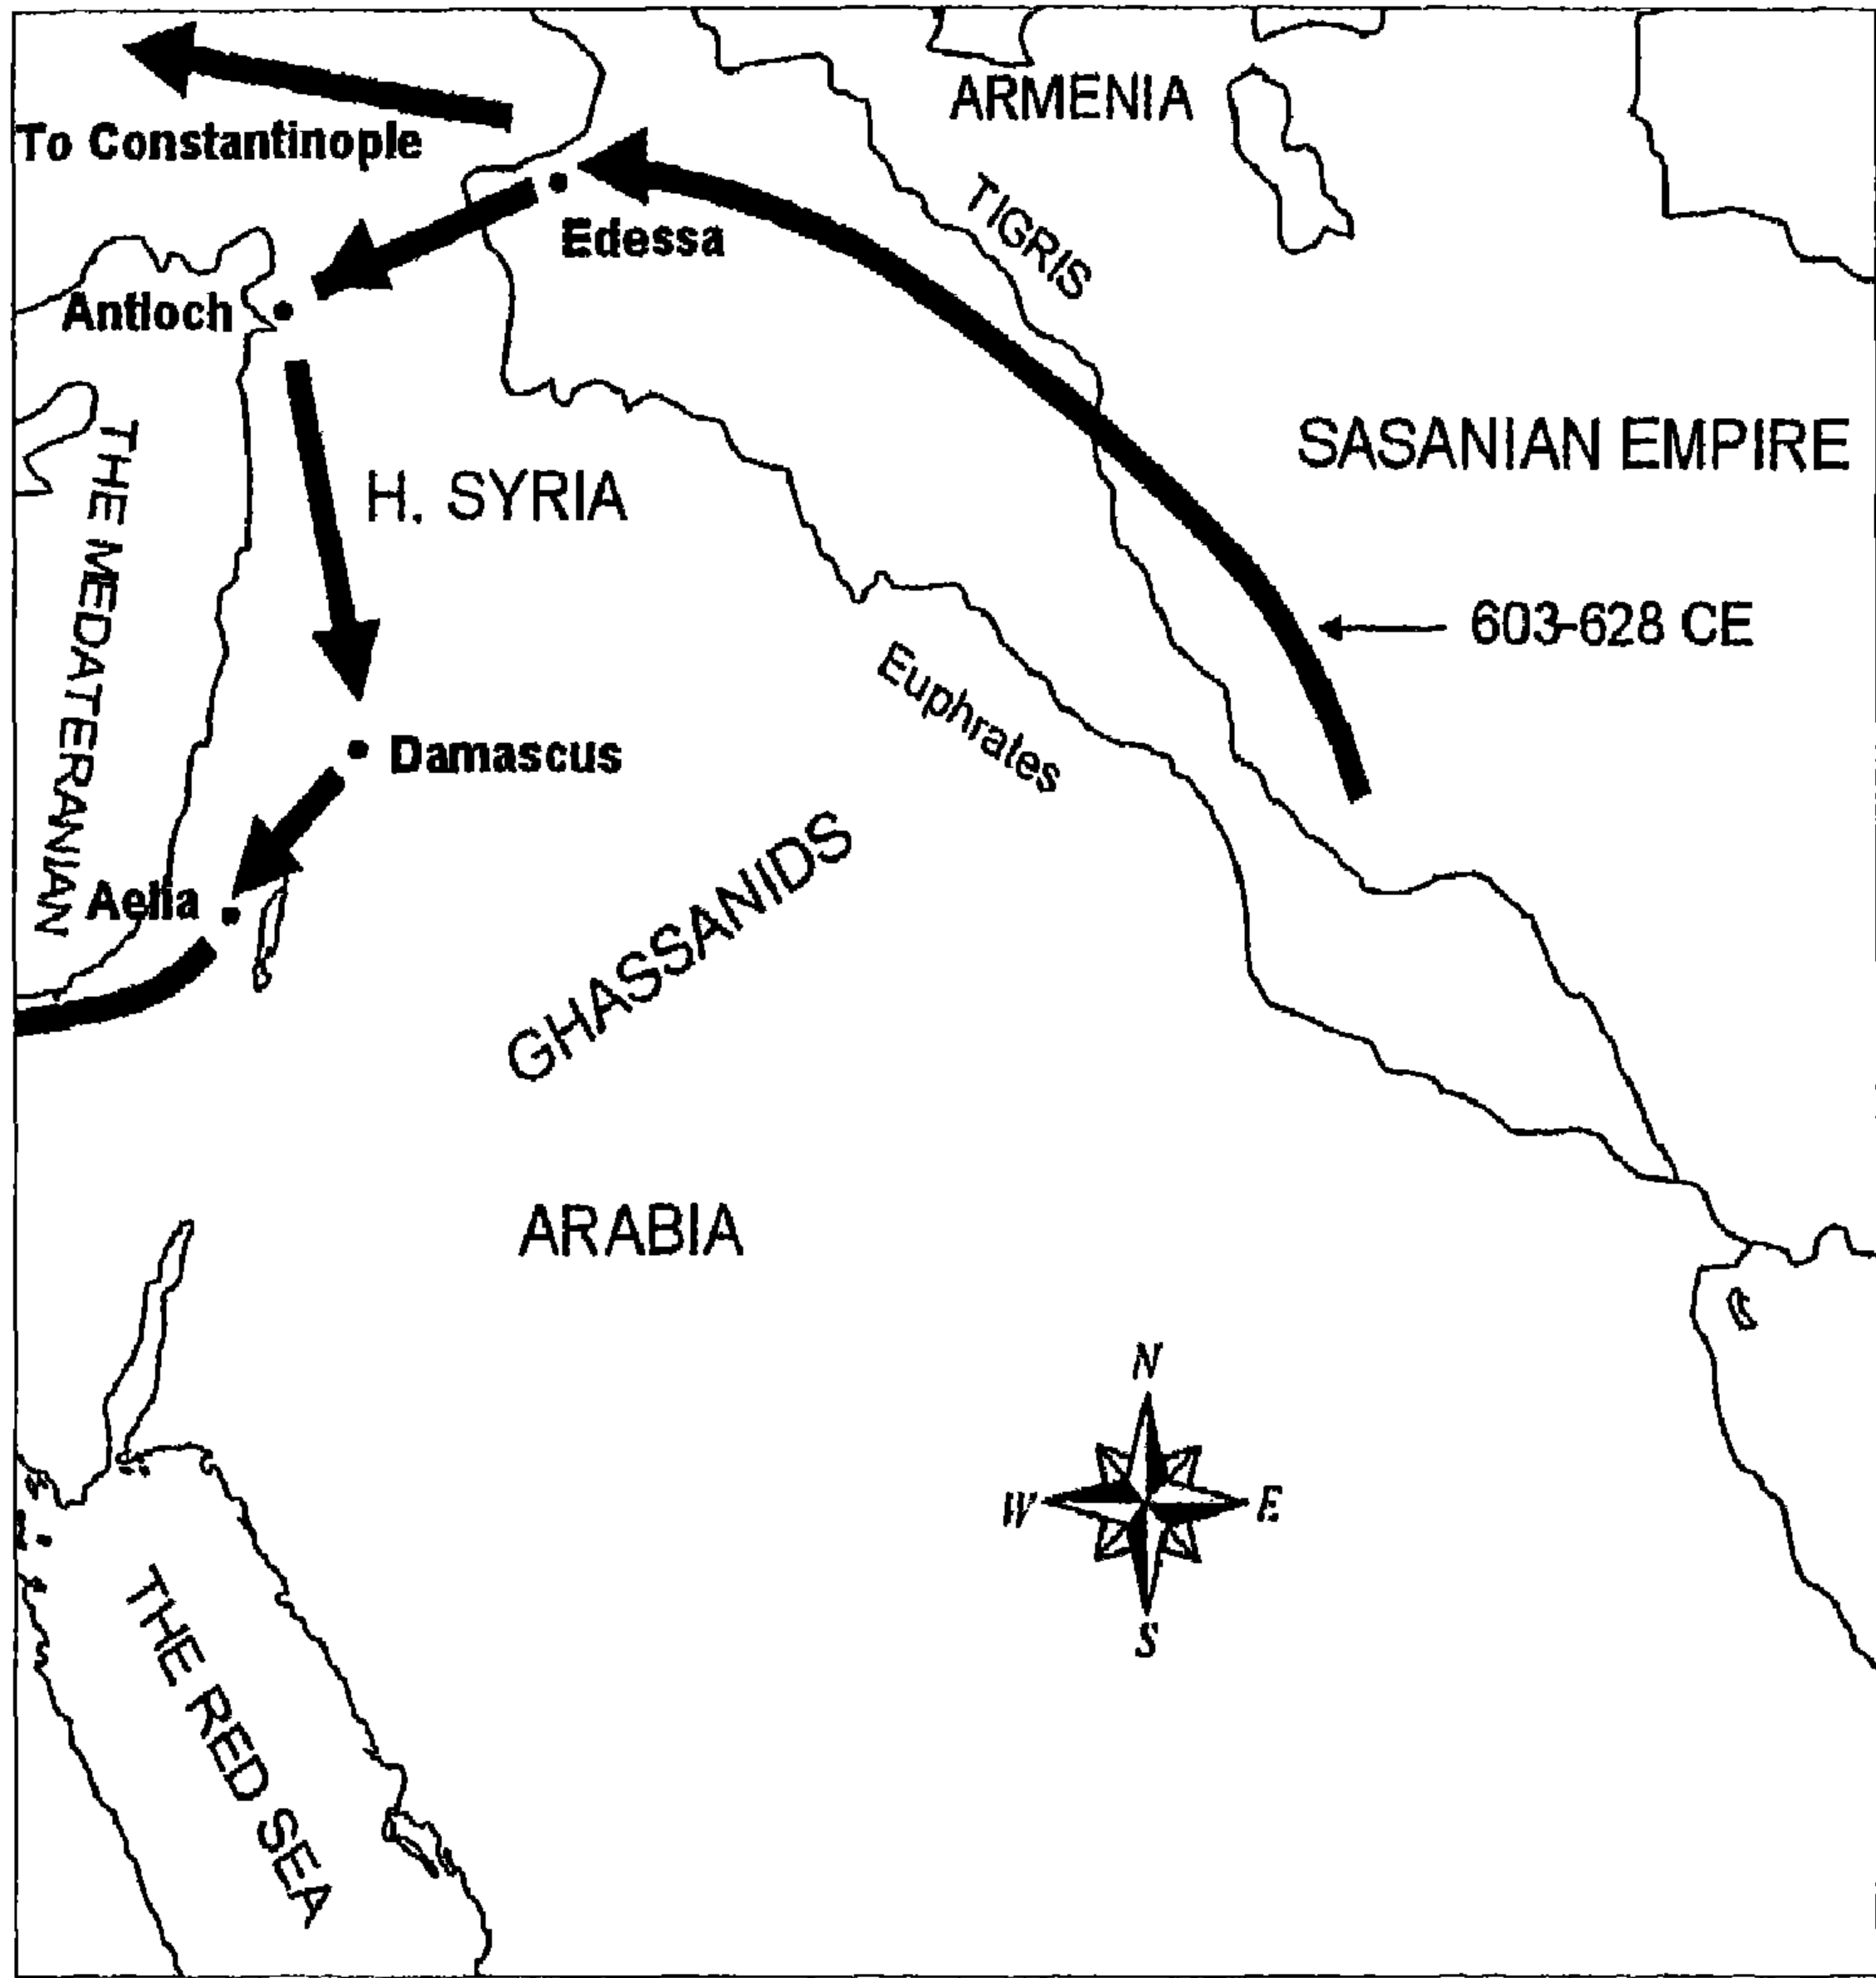 ARMENIA
To Constantinople
TIGRIS
Edessa
Antioch
SASANIAN EMPIRE
THE MEDATERANIAN
H. SYRIA
603-628 CE
Euphrates
Damascus
GHASSANIDS
Aelia
ARABIA
N
W
E
S
THE RED SEA